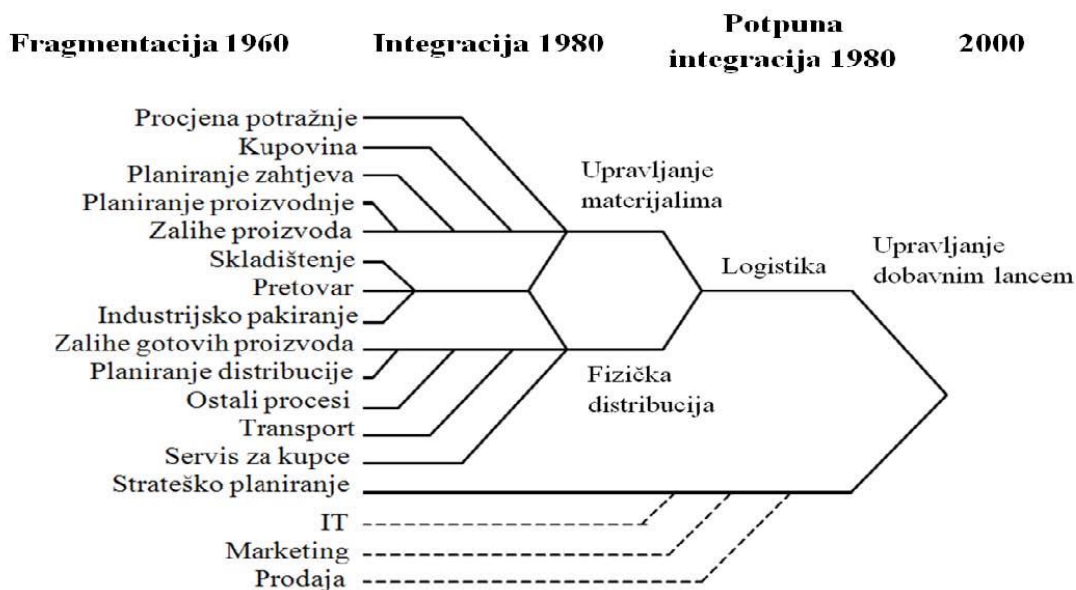 Fragmentacija 1960
Integracija 1980
Potpuna
integracija 1980
2000
Procjena potražnje
Kupovina
Planiranje zahtjeva
Planiranje proizvodnje
Zalihe proizvoda
Skladištenje
Pretovar
Industrijsko pakiranje
Zalihe gotovih proizvoda
Planiranje distribucije
Ostali procesi
Transport
Servis za kupce
Strateško planiranje
IT
Marketing
Prodaja
Upravljanje
materijalima
Fizička
distribucija
Logistika
Upravljanje
dobavnim lancem